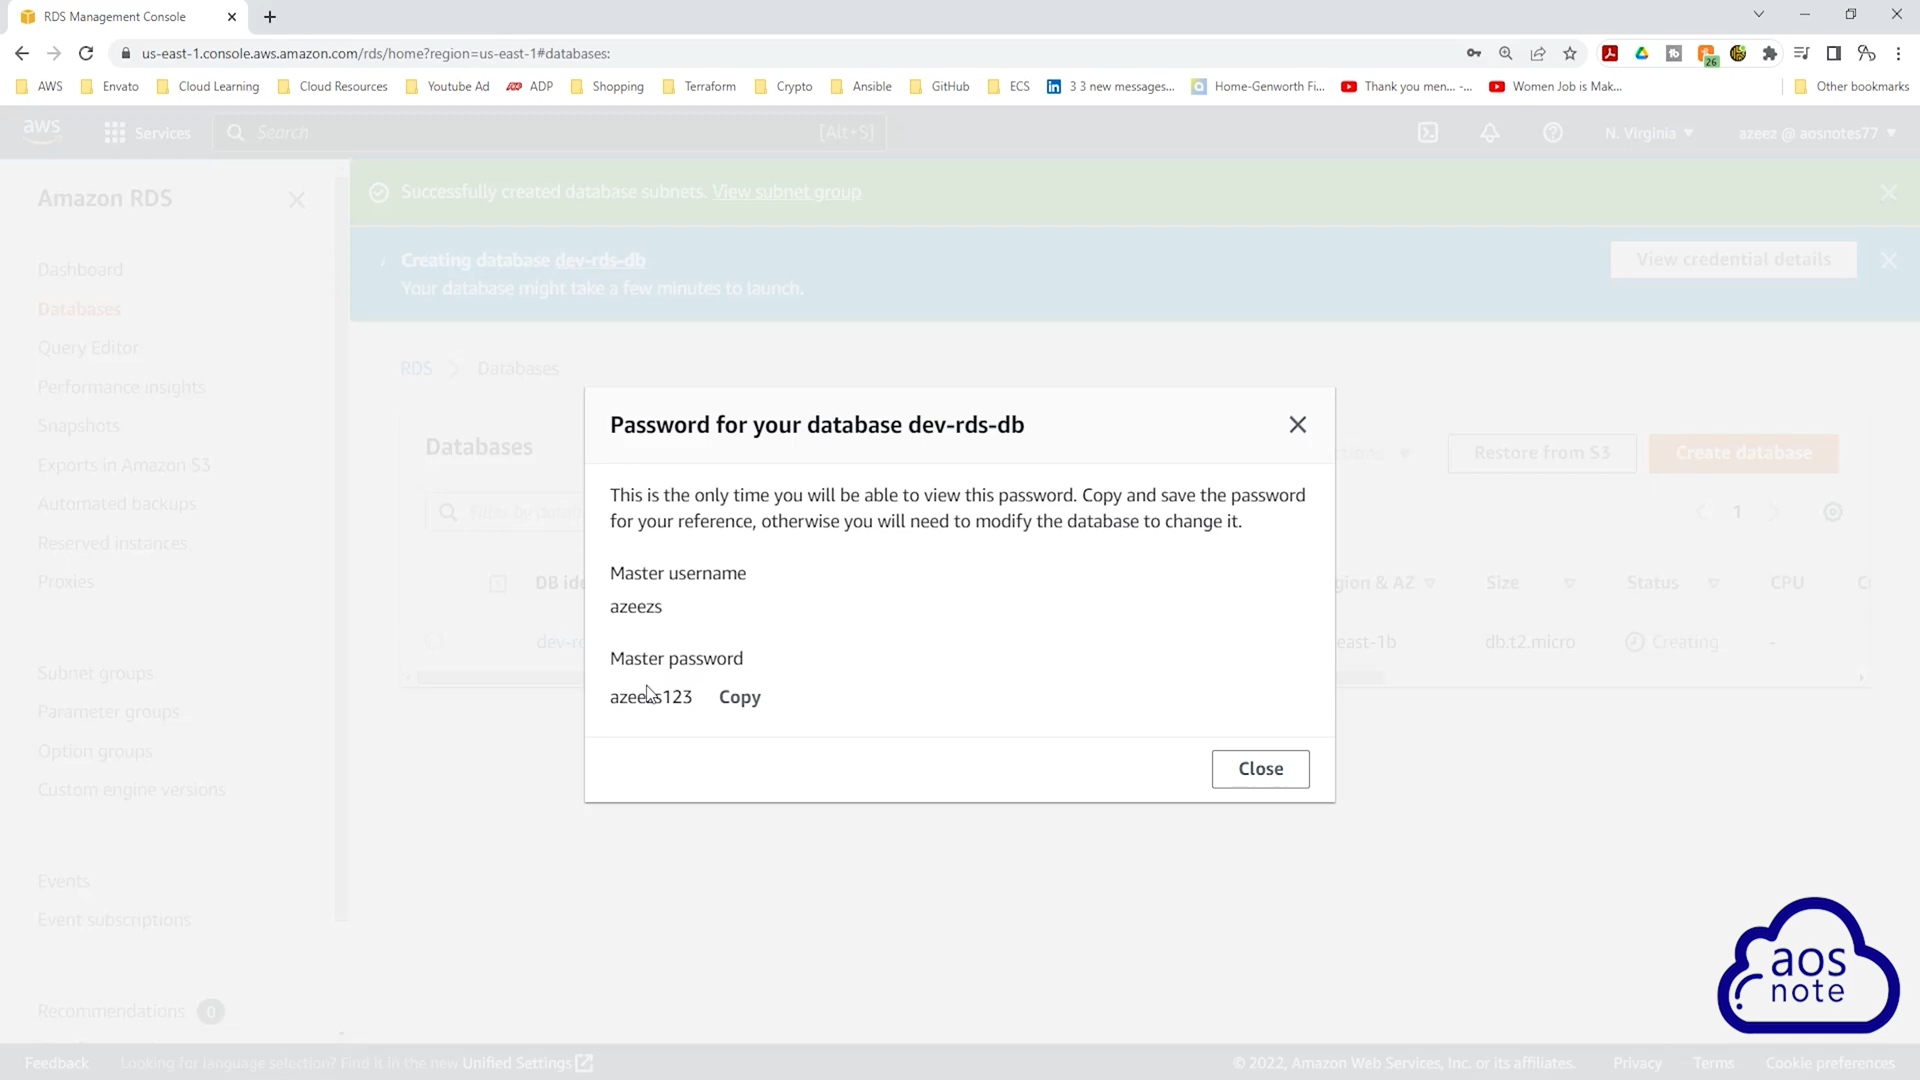 RDS Management Console
us-east-1.console.aws.amazon.com/rds/home?region=us-east-1#databases:
26
AWS Envato Cloud Learning Cloud Resources Youtube Ad ADP Shopping Terraform Crypto Ansible GitHub ECS 3 3 new messages... Home-Genworth Fi... Thank you men... -... Women Job is Mak... Other bookmarks
aws Services Search [Alt+S] N. Virginia azeez @ aosnotes77
Amazon RDS
Dashboard
Databases
Query Editor
Performance insights
Snapshots
Exports in Amazon S3
Automated backups
Reserved instances
Proxies
Subnet groups
Parameter groups
Option groups
Custom engine versions
Events
Event subscriptions
Recommendations 0
Successfully created database subnets. View subnet group
Creating database dev-rds-db
Your database might take a few minutes to launch.
View credential details
RDS Databases
Databases
Restore from S3 Create database
Filter by
1
DB ide
gion & AZ Size Status CPU
dev-r
east-1b db.t2.micro Creating -
Password for your database dev-rds-db
This is the only time you will be able to view this password. Copy and save the password
for your reference, otherwise you will need to modify the database to change it.
Master username
azeezs
Master password
azeezs123 Copy
Close
aos
note
Feedback Looking for language selection? Find it in the new Unified Settings © 2022, Amazon Web Services, Inc. or its affiliates. Privacy Terms Cookie preferences